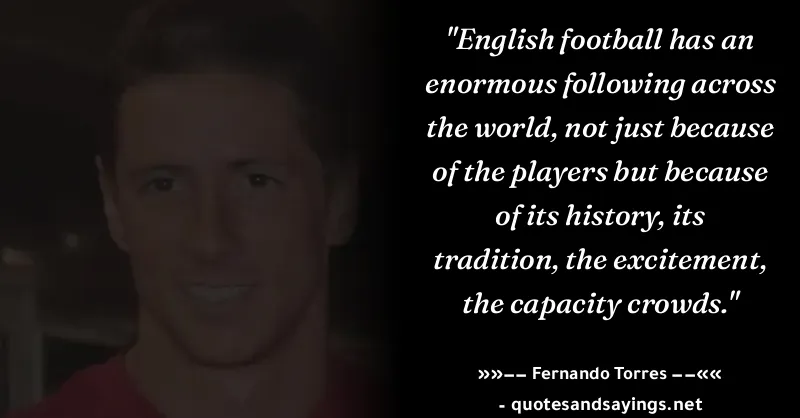 "English football has an
enormous following across
the world, not just because
of the players but because
of its history, its
tradition, the excitement,
the capacity crowds."
»»−− Fernando Torres −−««
- quotesandsayings.net